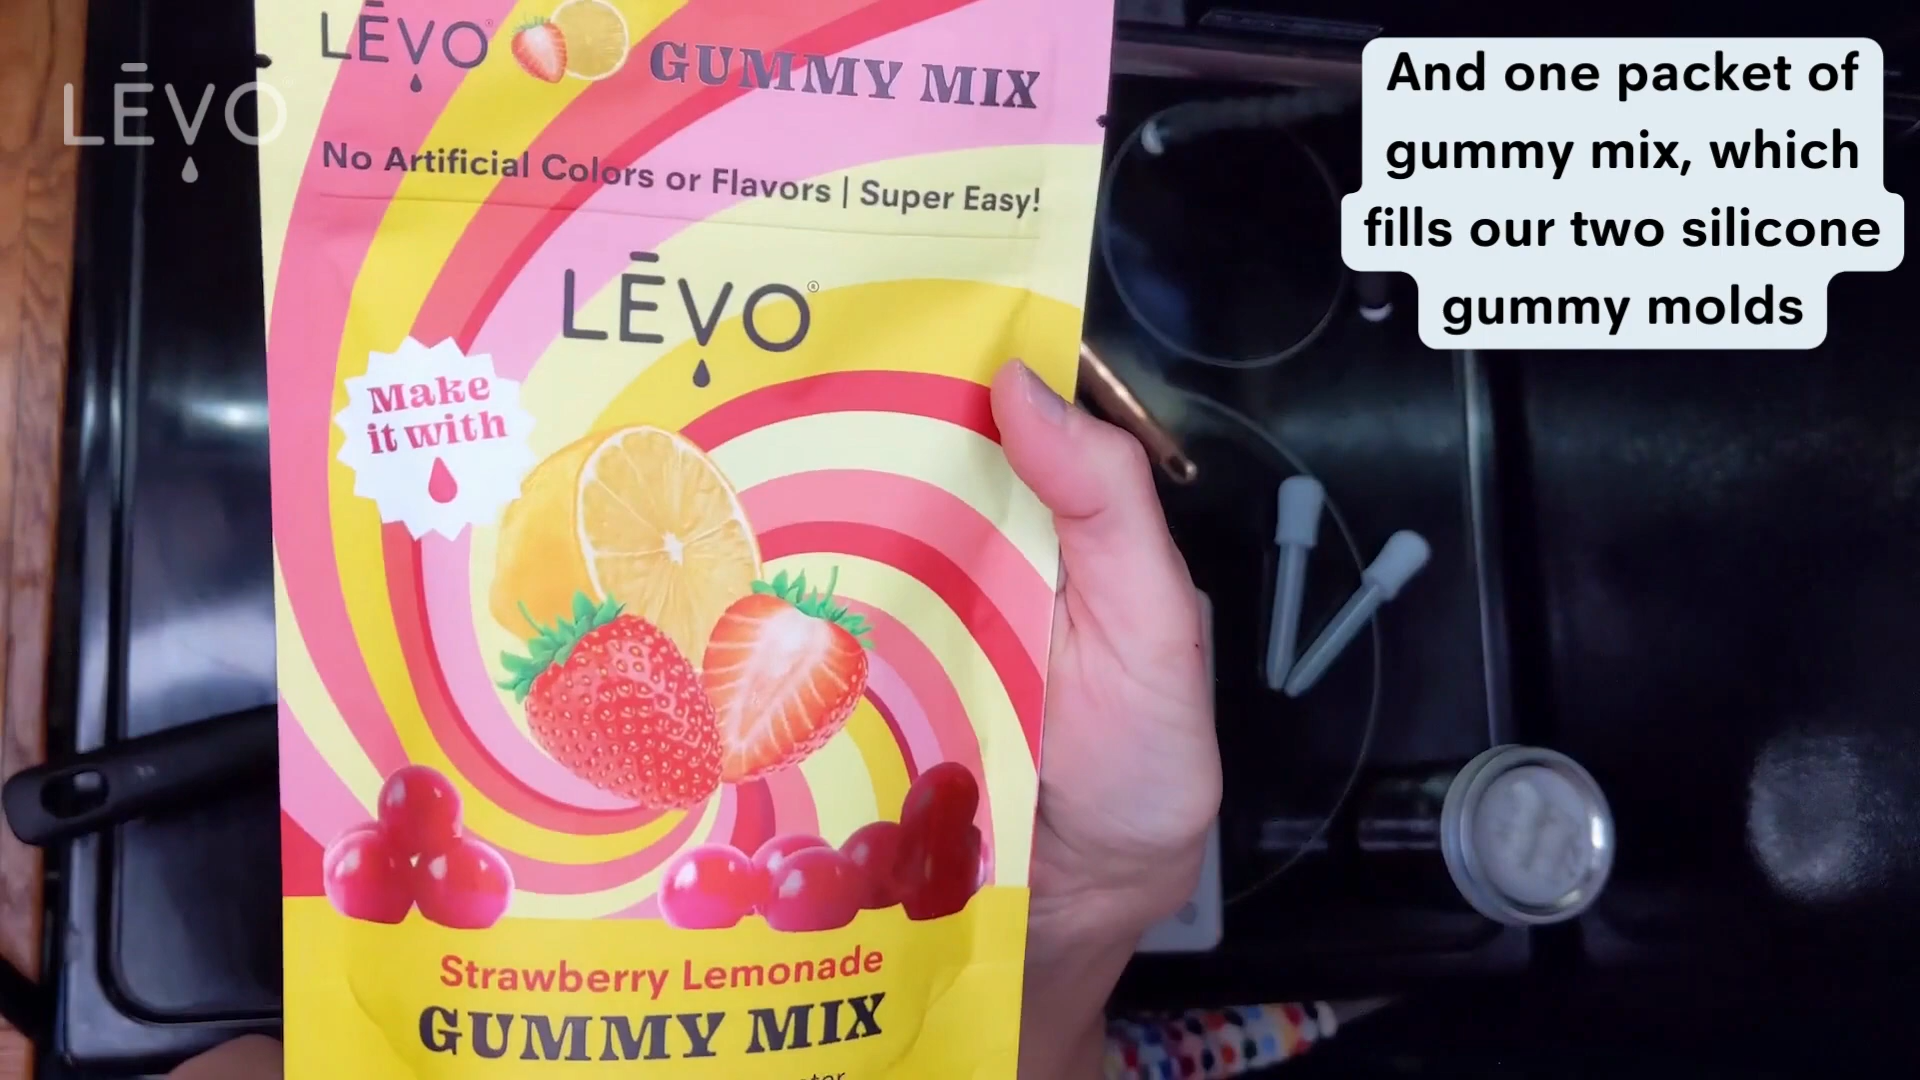 LĒVO
GUMMY MIX
LĒVO
No Artificial Colors or Flavors | Super Easy!
LĒVO®
Make
it with
Strawberry Lemonade
GUMMY MIX
And one packet of
gummy mix, which
fills our two silicone
gummy molds